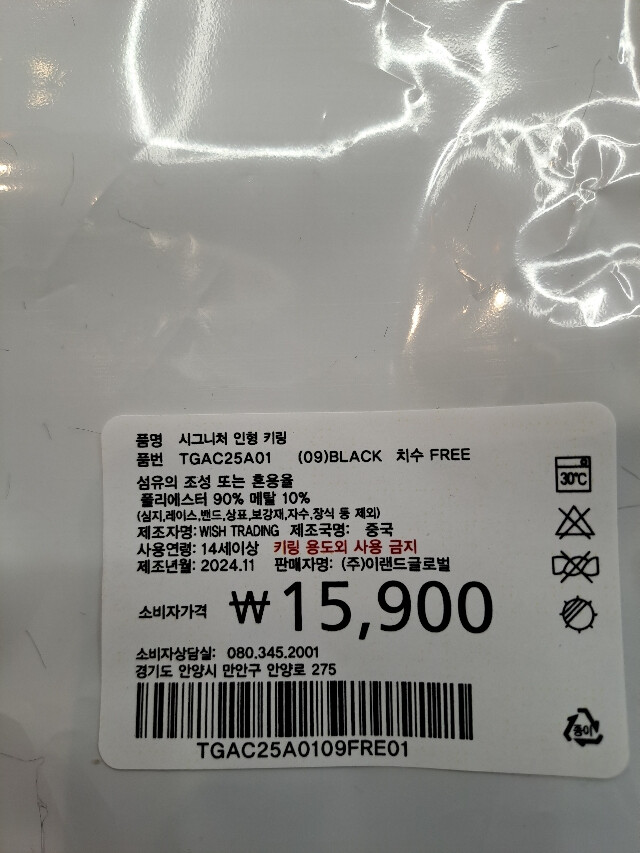 품명 시그니처 인형 키링
품번 TGAC25A01 (09)BLACK 치수 FREE
섬유의 조성 또는 혼용율
폴리에스터 90% 메탈 10%
(심지,레이스,밴드,상표,보강재,자수,장식 등 제외)
제조자명: WISH TRADING 제조국명: 중국
사용연령: 14세이상 키링 용도외 사용 금지
제조년월: 2024.11 판매자명: (주)이랜드글로벌
소비자가격 ₩15,900
소비자상담실: 080.345.2001
경기도 안양시 만안구 안양로 275
TGAC25A0109FRE01
30℃
종이